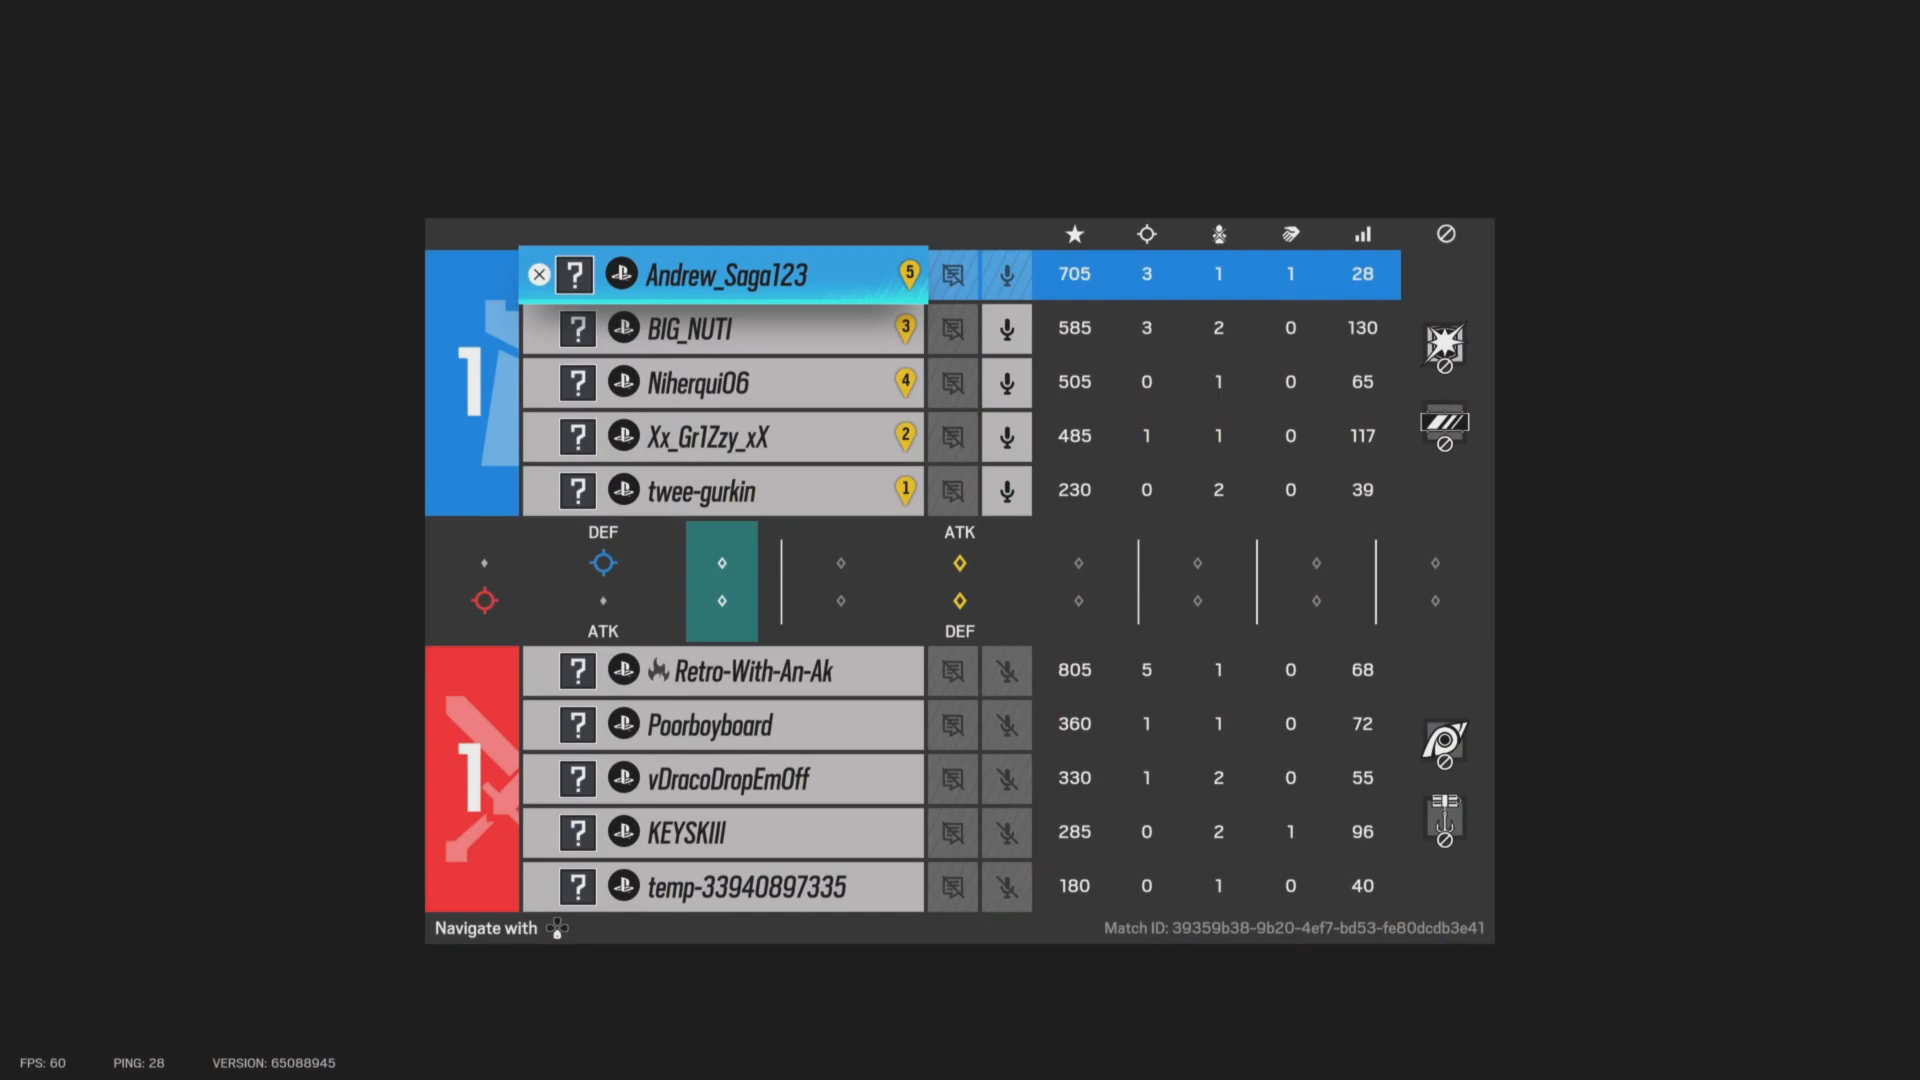 1
? Andrew_Saga123 5 705 3 1 1 28
? BIG_NUTI 3 585 3 2 0 130
? Niherqui06 4 505 0 1 0 65
? Xx_Gr1Zzy_xX 2 485 1 1 0 117
? twee-gurkin 1 230 0 2 0 39
DEF ATK
ATK DEF
1
? Retro-With-An-Ak 805 5 1 0 68
? Poorboyboard 360 1 1 0 72
? vDracoDropEmOff 330 1 2 0 55
? KEYSKIII 285 0 2 1 96
? temp-33940897335 180 0 1 0 40
Navigate with Match ID: 39359b38-9b20-4ef7-bd53-fe80dcdb3e41
FPS: 60 PING: 28 VERSION: 65088945